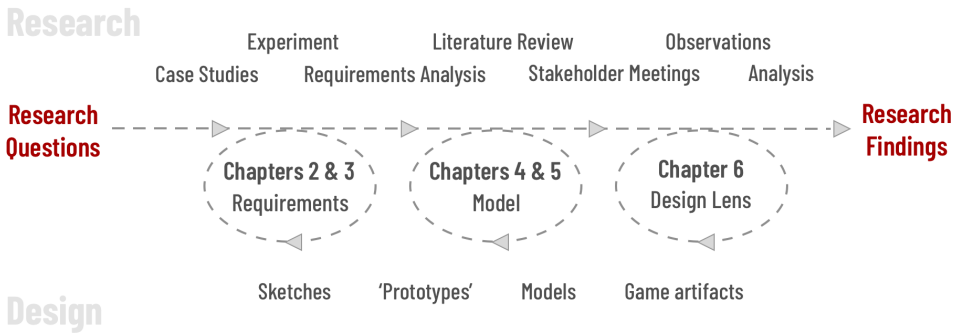 Research
Experiment Literature Review Observations
Case Studies Requirements Analysis Stakeholder Meetings Analysis
Research Questions
Research Findings
Chapters 2 & 3
Requirements
Chapters 4 & 5
Model
Chapter 6
Design Lens
Sketches 'Prototypes' Models Game artifacts
Design